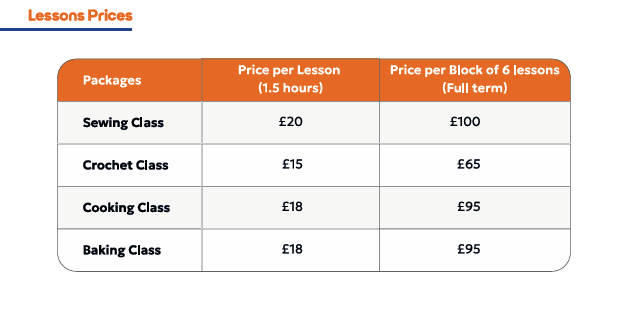 Lessons Prices
Packages
Price per Lesson
(1.5 hours)
Price per Block of 6 lessons
(Full term)
Sewing Class £20 £100
Crochet Class £15 £65
Cooking Class £18 £95
Baking Class £18 £95